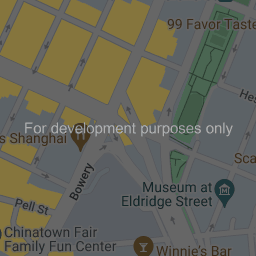 99 Favor Taste
Hes
For development purposes only
s Shanghai
Sca
Bowery
Museum at
Eldridge Street
Pell St.
Chinatown Fair
Family Fun Center
Winnie's Bar